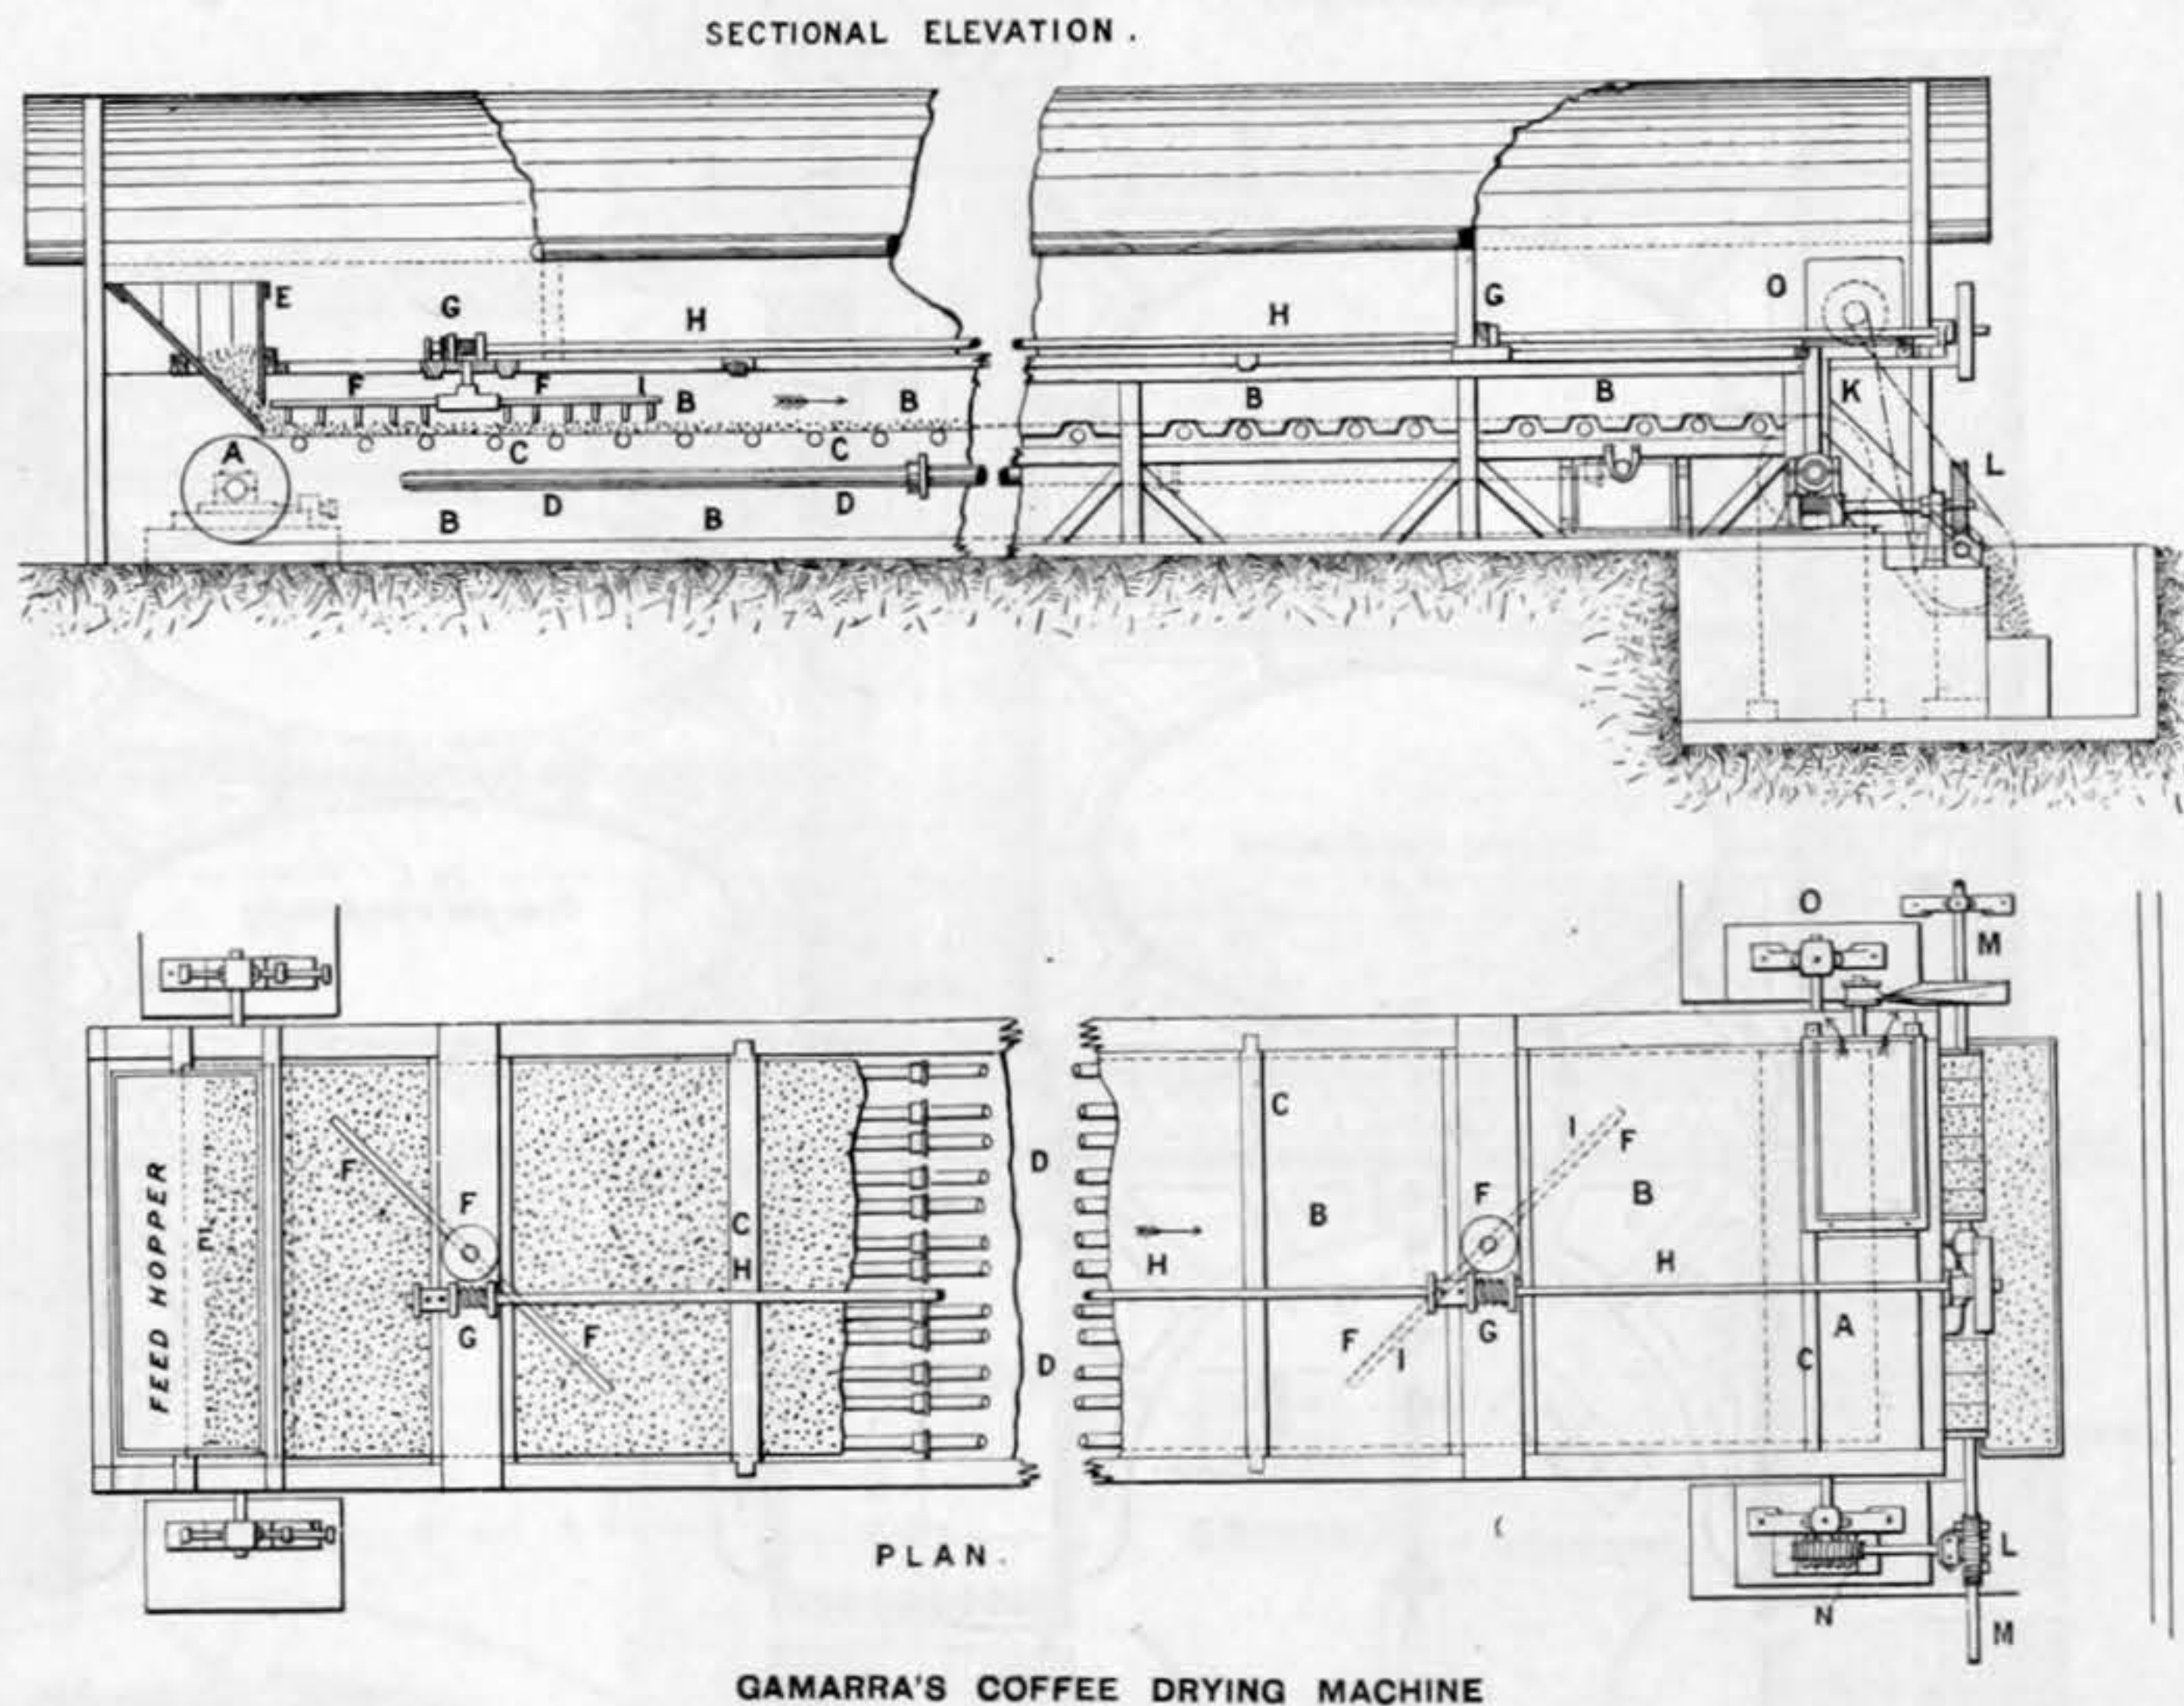 SECTIONAL ELEVATION.
E G H H G O
F F I B B B B K
A C C L
B D B D
O
M
C
D I F
F F B B
FEED HOPPER E C H H H
G F F G A
D F I C
PLAN.
L
N M
GAMARRA'S COFFEE DRYING MACHINE